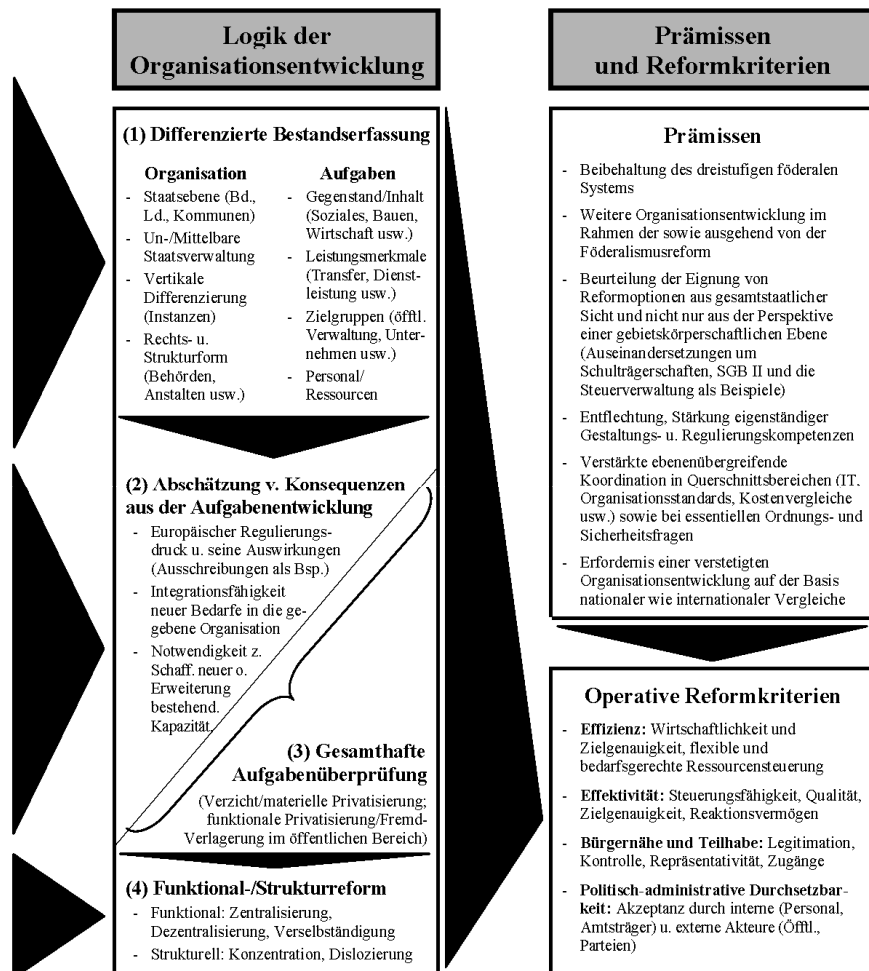 Logik der
Organisationsentwicklung
(1) Differenzierte Bestandserfassung
Organisation
- Staatsebene (Bd.,
Ld., Kommunen)
- Un-/Mittelbare
Staatsverwaltung
- Vertikale
Differenzierung
(Instanzen)
- Rechts- u.
Strukturform
(Behörden,
Anstalten usw.)
Aufgaben
- Gegenstand/Inhalt
(Soziales, Bauen,
Wirtschaft usw.)
- Leistungsmerkmale
(Transfer, Dienst-
leistung usw.)
- Zielgruppen (öfftl.
Verwaltung, Unter-
nehmen usw.)
- Personal/
Ressourcen
(2) Abschätzung v. Konsequenzen
aus der Aufgabenentwicklung
- Europäischer Regulierungs-
druck u. seine Auswirkungen
(Ausschreibungen als Bsp.)
- Integrationsfähigkeit
neuer Bedarfe in die ge-
gebene Organisation
- Notwendigkeit z.
Schaff. neuer o.
Erweiterung
bestehend.
Kapazität.
(3) Gesamthafte
Aufgabenüberprüfung
(Verzicht/materielle Privatisierung;
funktionale Privatisierung/Fremd-
Verlagerung im öffentlichen Bereich)
(4) Funktional-/Strukturreform
- Funktional: Zentralisierung,
Dezentralisierung, Verselbständigung
- Strukturell: Konzentration, Dislozierung
Prämissen
und Reformkriterien
Prämissen
- Beibehaltung des dreistufigen föderalen
Systems
- Weitere Organisationsentwicklung im
Rahmen der sowie ausgehend von der
Föderalismusreform
- Beurteilung der Eignung von
Reformoptionen aus gesamtstaatlicher
Sicht und nicht nur aus der Perspektive
einer gebietskörperschaftlichen Ebene
(Auseinandersetzungen um
Schulträgerschaften, SGB II und die
Steuerverwaltung als Beispiele)
- Entflechtung, Stärkung eigenständiger
Gestaltungs- u. Regulierungskompetenzen
- Verstärkte ebenenübergreifende
Koordination in Querschnittsbereichen (IT,
Organisationsstandards, Kostenvergleiche
usw.) sowie bei essentiellen Ordnungs- und
Sicherheitsfragen
- Erfordernis einer verstetigten
Organisationsentwicklung auf der Basis
nationaler wie internationaler Vergleiche
Operative Reformkriterien
- Effizienz: Wirtschaftlichkeit und
Zielgenauigkeit, flexible und
bedarfsgerechte Ressourcensteuerung
- Effektivität: Steuerungsfähigkeit, Qualität,
Zielgenauigkeit, Reaktionsvermögen
- Bürgernähe und Teilhabe: Legitimation,
Kontrolle, Repräsentativität, Zugänge
- Politisch-administrative Durchsetzbar-
keit: Akzeptanz durch interne (Personal,
Amtsträger) u. externe Akteure (Öfftl.,
Parteien)